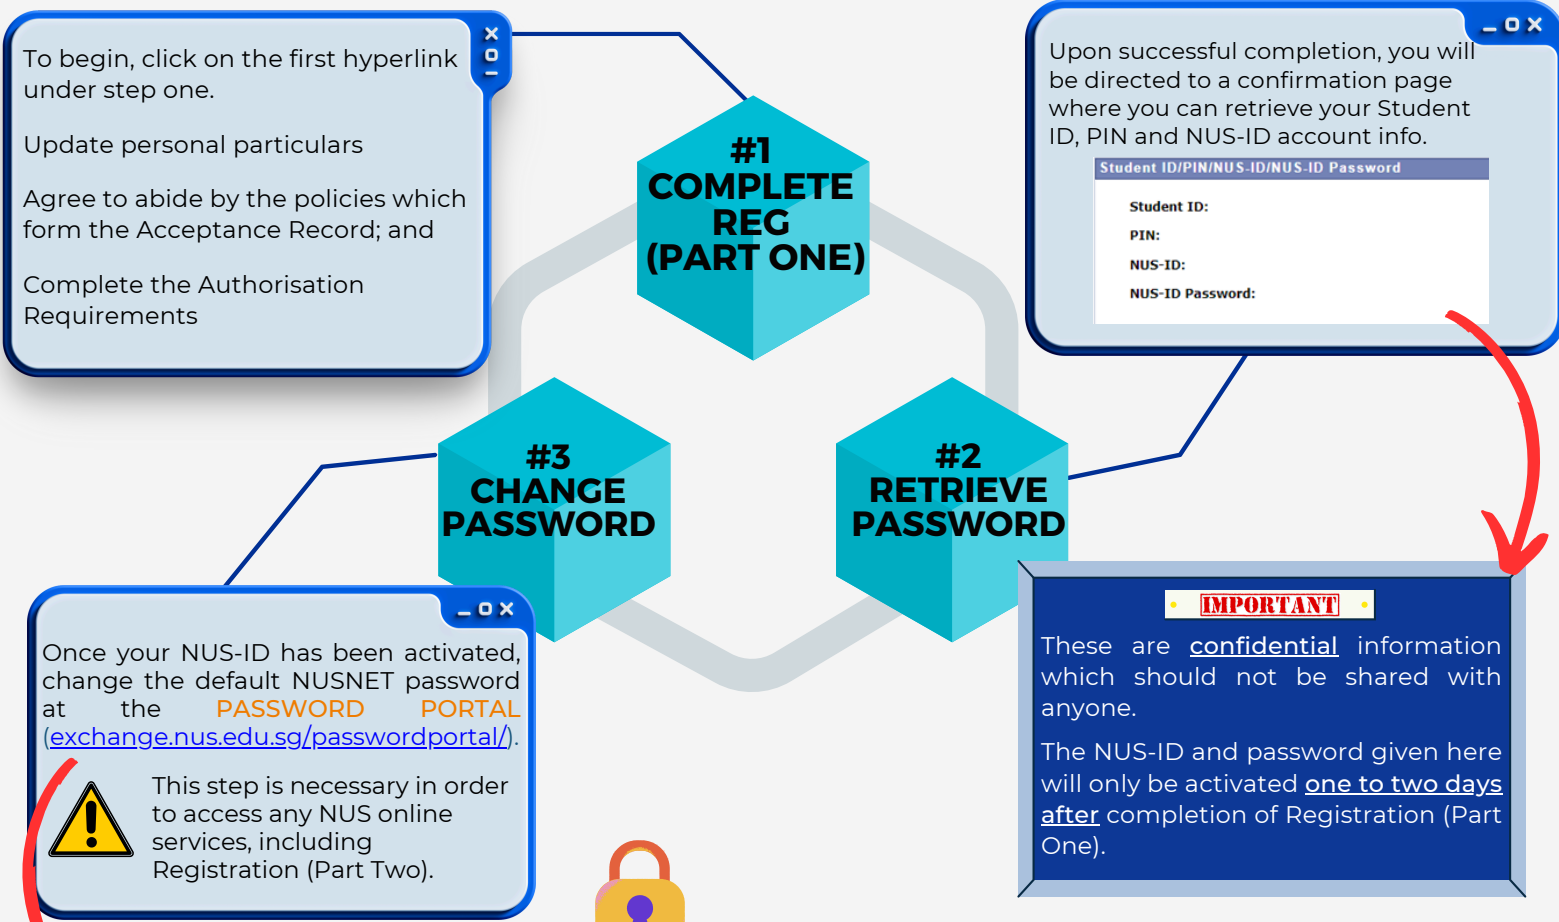 To begin, click on the first hyperlink
under step one.
Update personal particulars
Agree to abide by the policies which
form the Acceptance Record; and
Complete the Authorisation
Requirements
#1
COMPLETE
REG
(PART ONE)
Upon successful completion, you will
be directed to a confirmation page
where you can retrieve your Student
ID, PIN and NUS-ID account info.
Student ID/PIN/NUS-ID/NUS-ID Password
Student ID:
PIN:
NUS-ID:
NUS-ID Password:
#2
RETRIEVE
PASSWORD
IMPORTANT
These are confidential information
which should not be shared with
anyone.
The NUS-ID and password given here
will only be activated one to two days
after completion of Registration (Part
One).
#3
CHANGE
PASSWORD
Once your NUS-ID has been activated,
change the default NUSNET password
at the PASSWORD PORTAL
(exchange.nus.edu.sg/passwordportal/).
This step is necessary in order
to access any NUS online
services, including
Registration (Part Two).